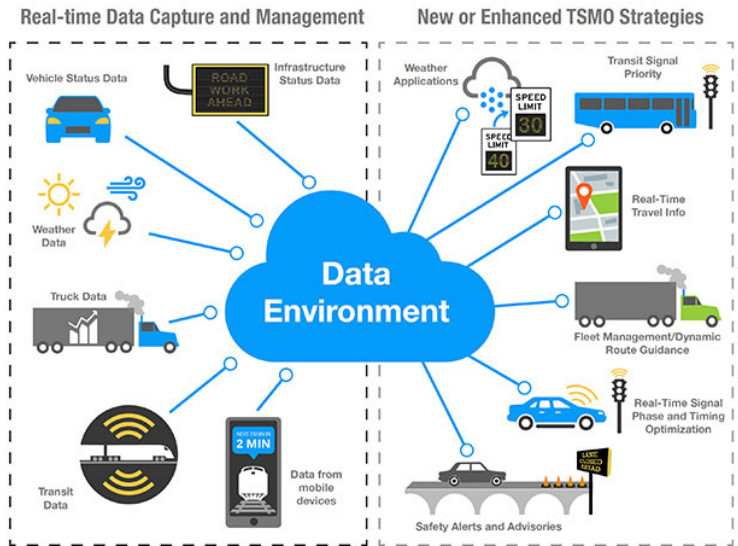 Real-time Data Capture and Management
New or Enhanced TSMO Strategies
Vehicle Status Data
Infrastructure
Status Data
ROAD
WORK
AHEAD
Weather
Data
Truck Data
Transit
Data
NEXT TRAIN IN
2 MIN
Data from
mobile
devices
Data
Environment
Weather
Applications
SPEED
LIMIT
30
SPEED
LIMIT
40
Transit Signal
Priority
Real-Time
Travel Info
Fleet Management/Dynamic
Route Guidance
Real-Time Signal
Phase and Timing
Optimization
LANE
CLOSED
AHEAD
Safety Alerts and Advisories